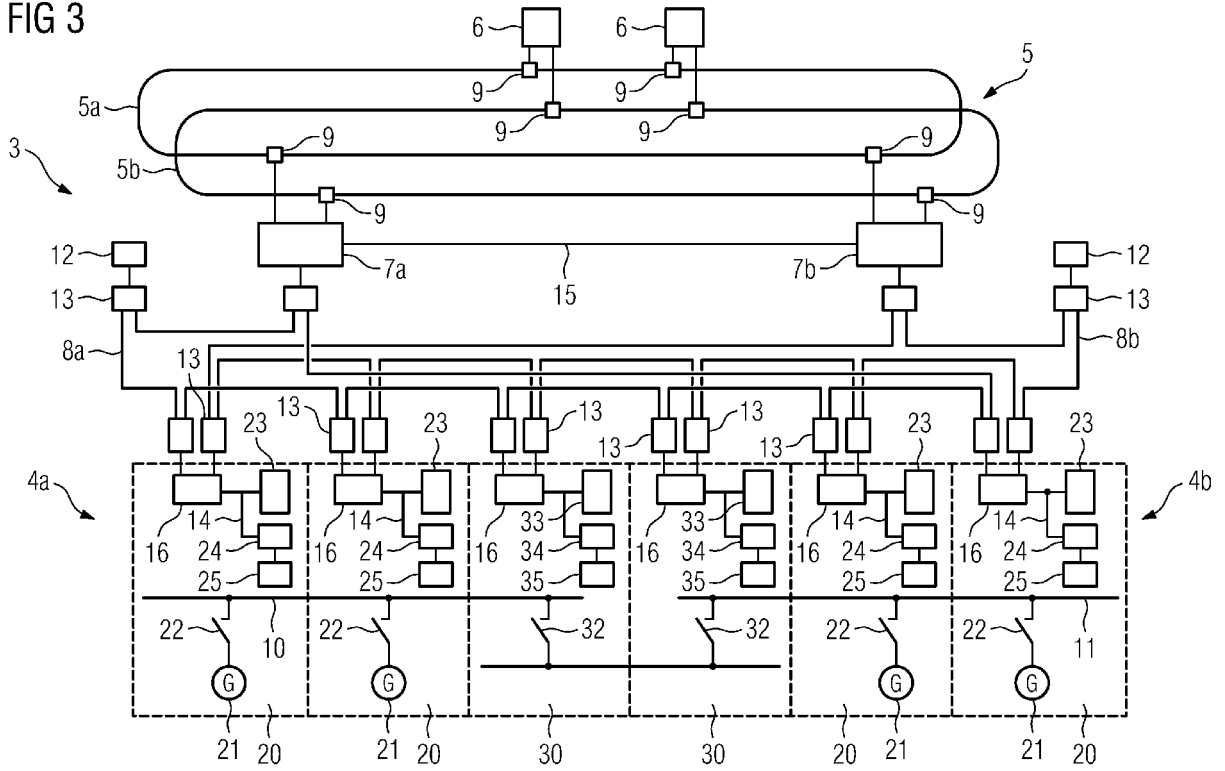 FIG 3
6 6
5
9 9
5a
9 9
3
9 9
5b
9 9
12 12
7a 7b
13 15 13
8a 8b
13
13 13 13 13
23 23 23 23
4a 4b
14 14 33 33 14 14
16 24 16 24 16 34 16 34 16 24 16 24
25 25 35 35 25 25
22 10 22 32 32 22 22 11
G G G G
21 20 21 20 30 30 20 21 21 20